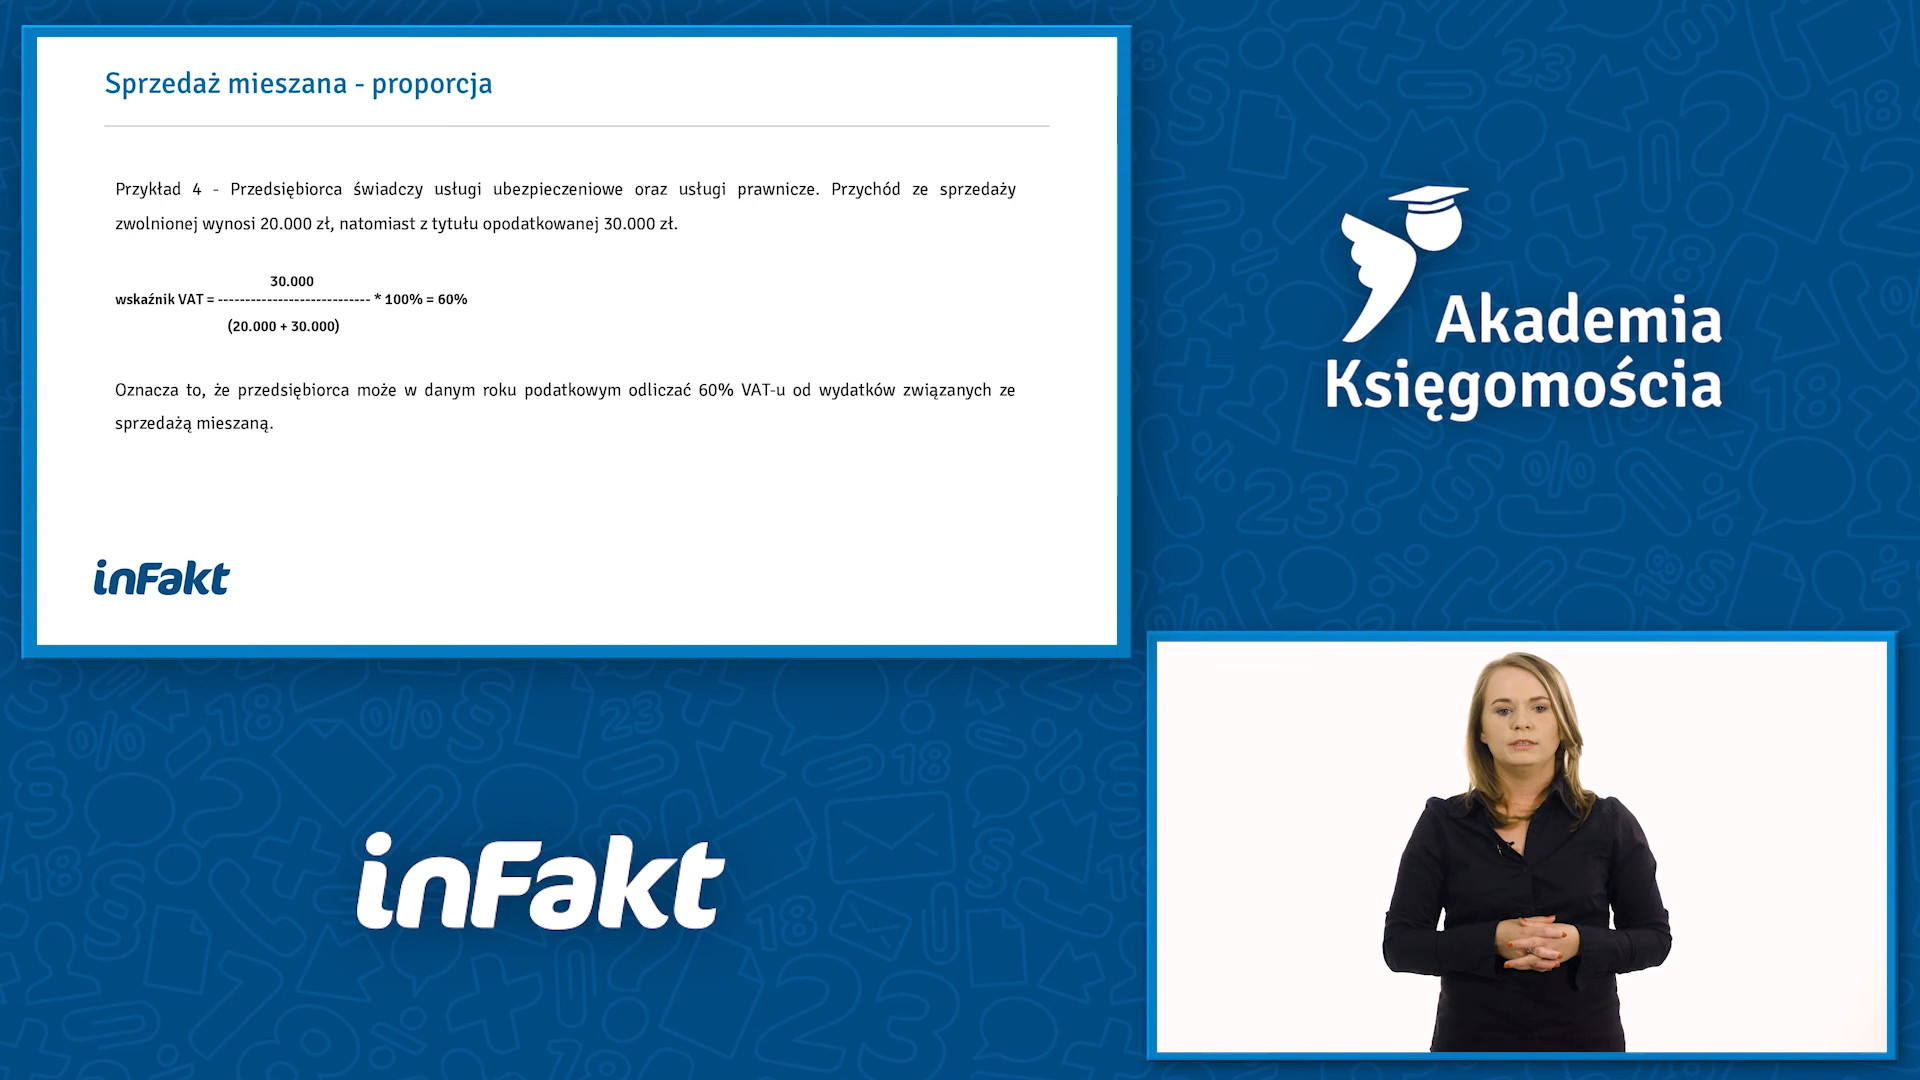 Sprzedaż mieszana - proporcja
Przykład 4 - Przedsiębiorca świadczy usługi ubezpieczeniowe oraz usługi prawnicze. Przychód ze sprzedaży
zwolnionej wynosi 20.000 zł, natomiast z tytułu opodatkowanej 30.000 zł.
30.000
wskaźnik VAT = ---------------------------- * 100% = 60%
(20.000 + 30.000)
Oznacza to, że przedsiębiorca może w danym roku podatkowym odliczać 60% VAT-u od wydatków związanych ze
sprzedażą mieszaną.
inFakt
Akademia
Księgomościa
inFakt